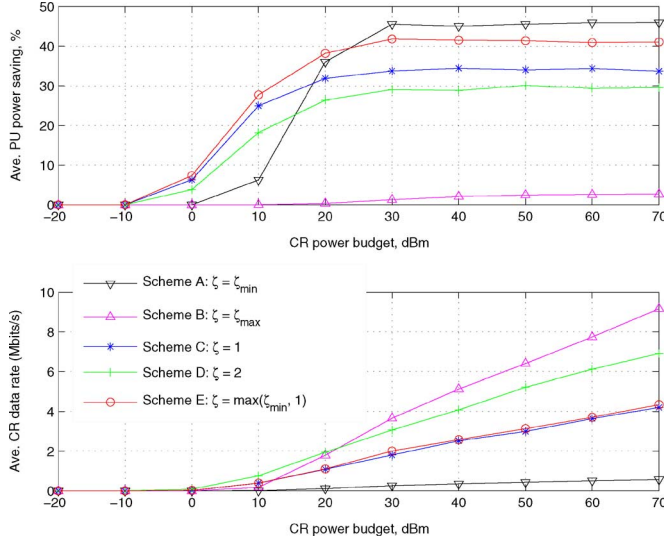 50
40
30
20
10
0
Ave. PU power saving, %
−20 −10 0 10 20 30 40 50 60 70
CR power budget, dBm
Scheme A: ζ = ζmin
Scheme B: ζ = ζmax
Scheme C: ζ = 1
Scheme D: ζ = 2
Scheme E: ζ = max(ζmin, 1)
10
8
6
4
2
0
Ave. CR data rate (Mbits/s)
−20 −10 0 10 20 30 40 50 60 70
CR power budget, dBm